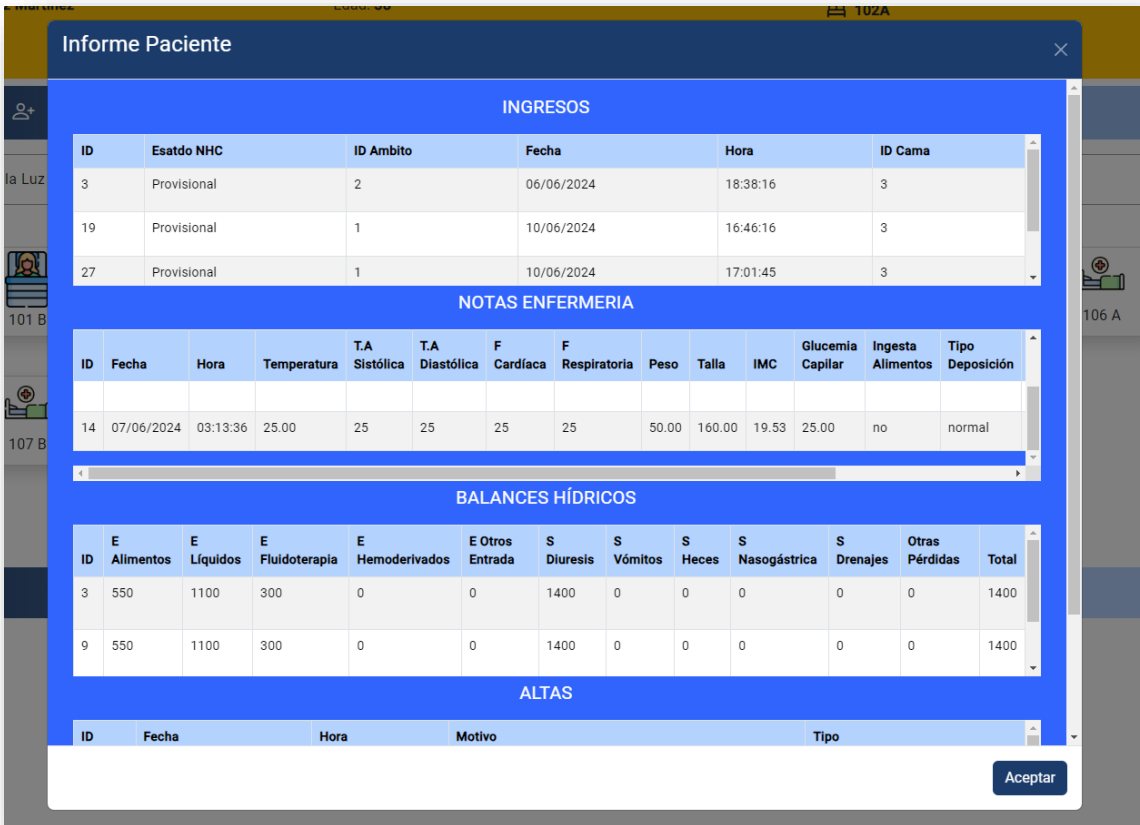 102A
Informe Paciente
INGRESOS
ID Esatdo NHC ID Ambito Fecha Hora ID Cama
3 Provisional 2 06/06/2024 18:38:16 3
19 Provisional 1 10/06/2024 16:46:16 3
27 Provisional 1 10/06/2024 17:01:45 3
la Luz
101 B
106 A
107 B
NOTAS ENFERMERIA
ID Fecha Hora Temperatura T.A Sistólica T.A Diastólica F Cardíaca F Respiratoria Peso Talla IMC Glucemia Capilar Ingesta Alimentos Tipo Deposición
14 07/06/2024 03:13:36 25.00 25 25 25 25 50.00 160.00 19.53 25.00 no normal
BALANCES HÍDRICOS
ID E Alimentos E Líquidos E Fluidoterapia E Hemoderivados E Otros Entrada S Diuresis S Vómitos S Heces S Nasogástrica S Drenajes Otras Pérdidas Total
3 550 1100 300 0 0 1400 0 0 0 0 0 1400
9 550 1100 300 0 0 1400 0 0 0 0 0 1400
ALTAS
ID Fecha Hora Motivo Tipo
Aceptar